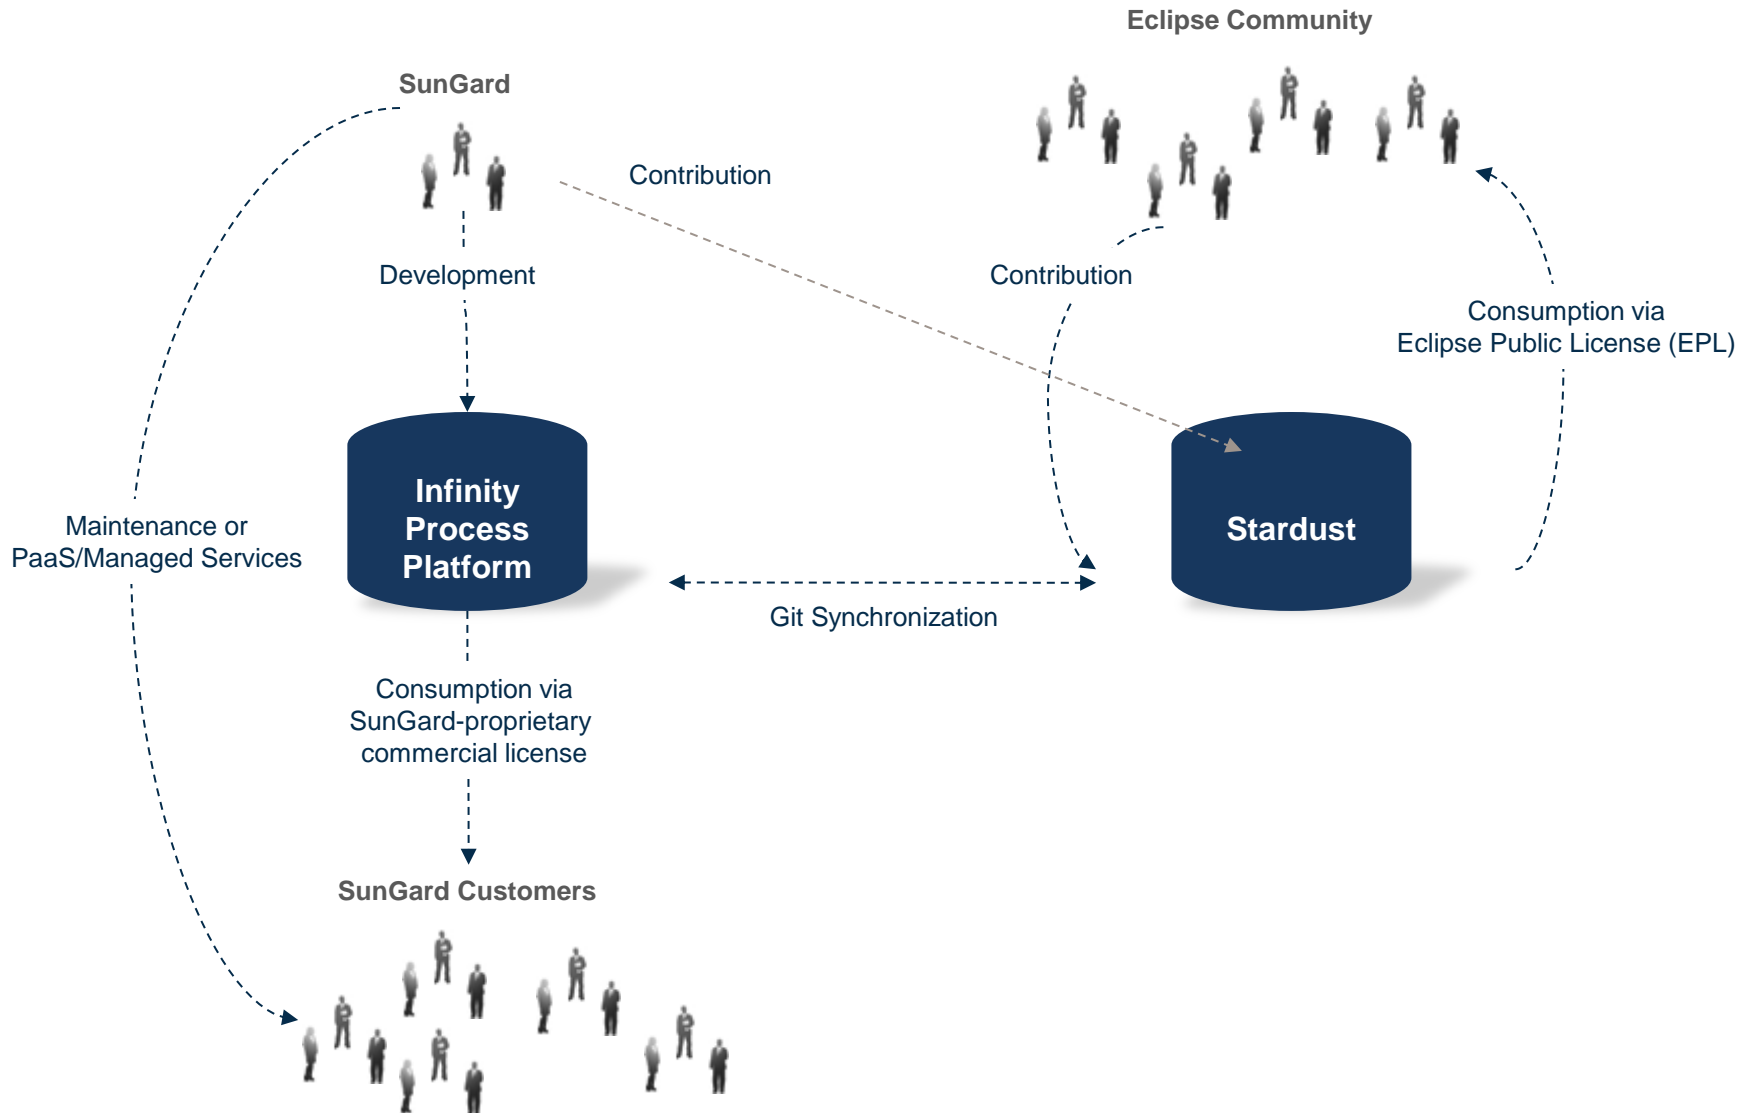 Eclipse Community
SunGard
Contribution
Development
Contribution
Consumption via
Eclipse Public License (EPL)
Infinity
Process
Platform
Stardust
Maintenance or
PaaS/Managed Services
Git Synchronization
Consumption via
SunGard-proprietary
commercial license
SunGard Customers